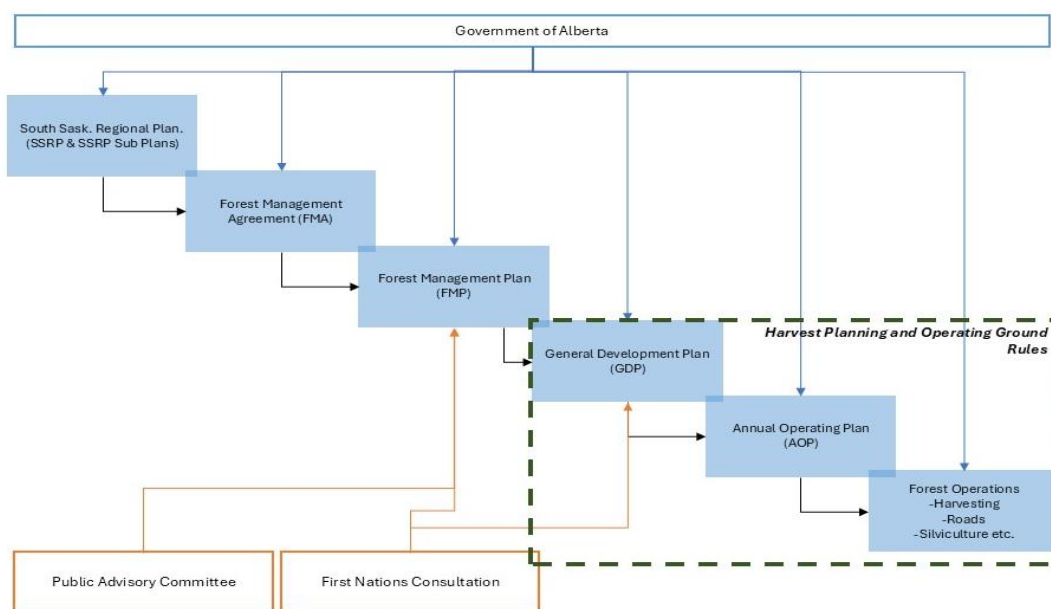 Government of Alberta
South Sask. Regional Plan.
(SSRP & SSRP Sub Plans)
Forest Management
Agreement (FMA)
Forest Management Plan
(FMP)
Harvest Planning and Operating Ground
Rules
General Development Plan
(GDP)
Annual Operating Plan
(AOP)
Forest Operations
-Harvesting
-Roads
-Silviculture etc.
Public Advisory Committee
First Nations Consultation